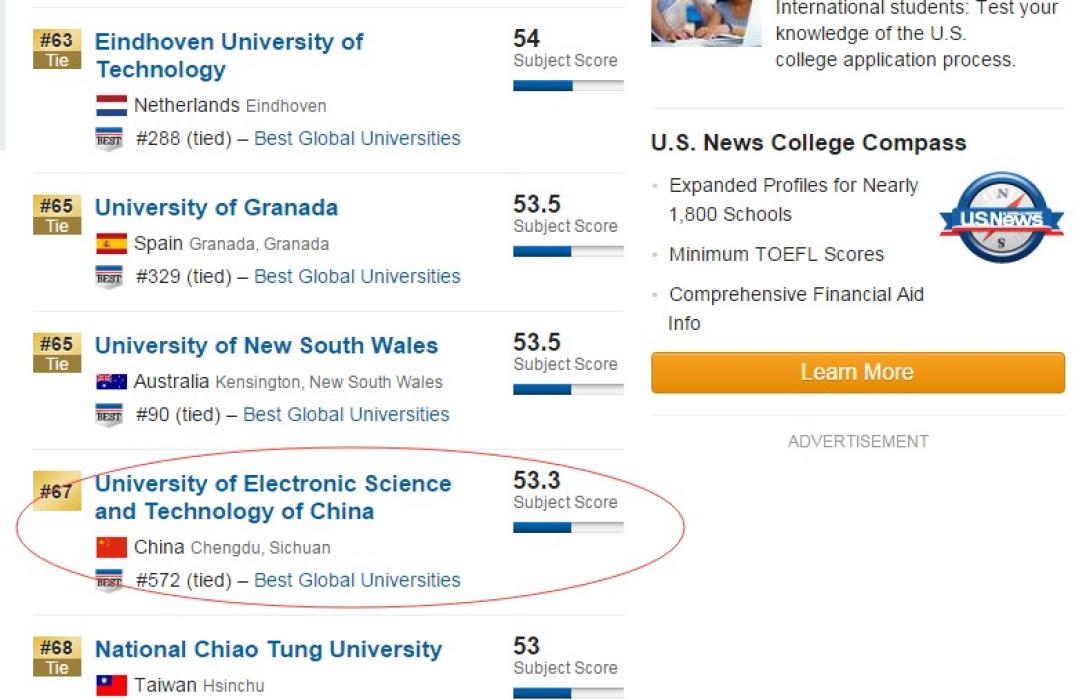 #63
Tie
Eindhoven University of
Technology
54
Subject Score
Netherlands Eindhoven
BEST #288 (tied) – Best Global Universities
#65
Tie
University of Granada
53.5
Subject Score
Spain Granada, Granada
BEST #329 (tied) – Best Global Universities
#65
Tie
University of New South Wales
53.5
Subject Score
Australia Kensington, New South Wales
BEST #90 (tied) – Best Global Universities
#67
University of Electronic Science
and Technology of China
53.3
Subject Score
China Chengdu, Sichuan
BEST #572 (tied) – Best Global Universities
#68
Tie
National Chiao Tung University
53
Subject Score
Taiwan Hsinchu
International students: Test your
knowledge of the U.S.
college application process.
U.S. News College Compass
Expanded Profiles for Nearly
1,800 Schools
Minimum TOEFL Scores
Comprehensive Financial Aid
Info
N
U.S.News
S
Learn More
ADVERTISEMENT